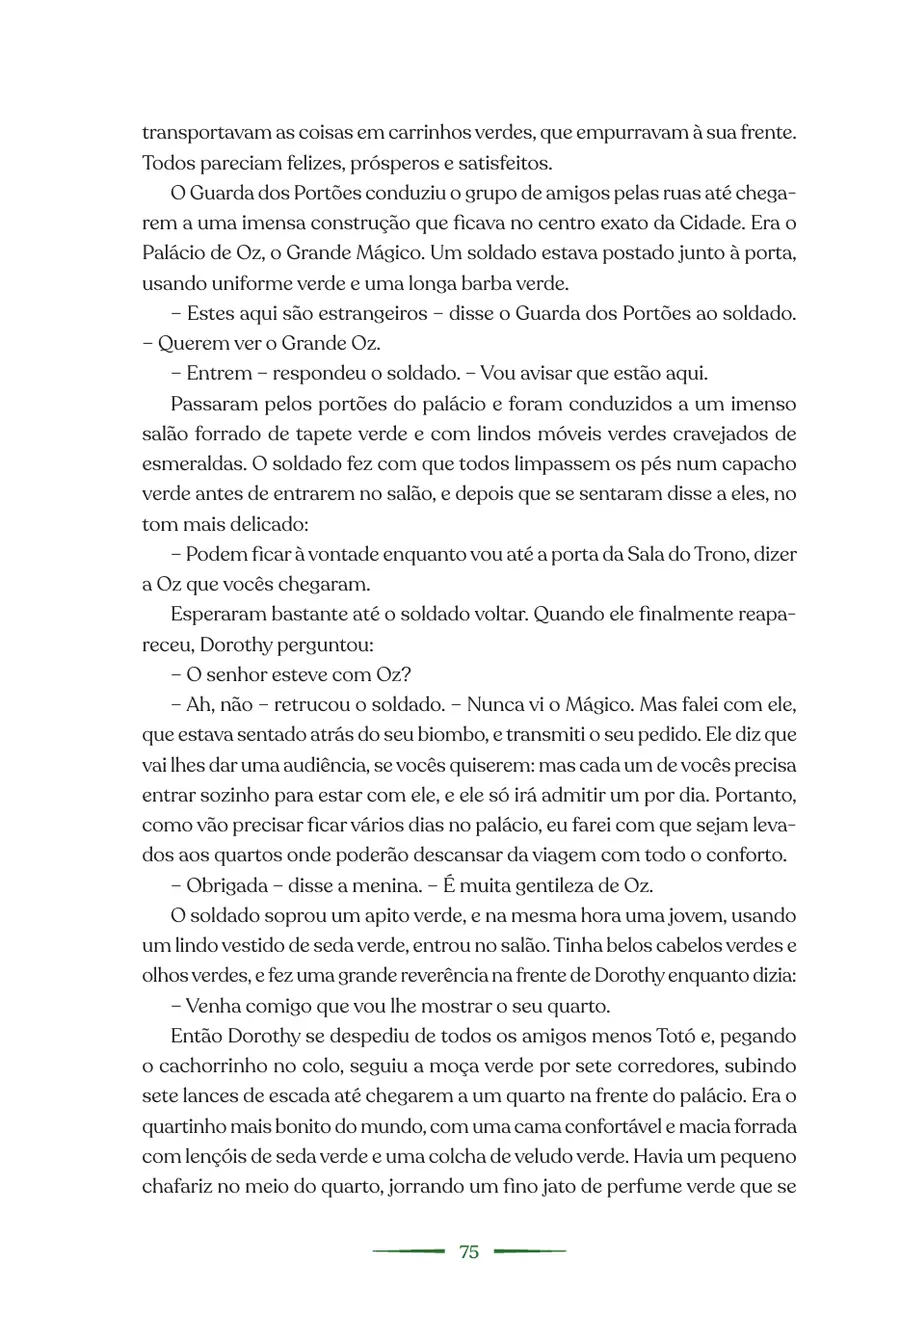 transportavam as coisas em carrinhos verdes, que empurravam à sua frente.
Todos pareciam felizes, prósperos e satisfeitos.
O Guarda dos Portões conduziu o grupo de amigos pelas ruas até chega-
rem a uma imensa construção que ficava no centro exato da Cidade. Era o
Palácio de Oz, o Grande Mágico. Um soldado estava postado junto à porta,
usando uniforme verde e uma longa barba verde.
– Estes aqui são estrangeiros – disse o Guarda dos Portões ao soldado.
– Querem ver o Grande Oz.
– Entrem – respondeu o soldado. – Vou avisar que estão aqui.
Passaram pelos portões do palácio e foram conduzidos a um imenso
salão forrado de tapete verde e com lindos móveis verdes cravejados de
esmeraldas. O soldado fez com que todos limpassem os pés num capacho
verde antes de entrarem no salão, e depois que se sentaram disse a eles, no
tom mais delicado:
– Podem ficar à vontade enquanto vou até a porta da Sala do Trono, dizer
a Oz que vocês chegaram.
Esperaram bastante até o soldado voltar. Quando ele finalmente reapa-
receu, Dorothy perguntou:
– O senhor esteve com Oz?
– Ah, não – retrucou o soldado. – Nunca vi o Mágico. Mas falei com ele,
que estava sentado atrás do seu biombo, e transmiti o seu pedido. Ele diz que
vai lhes dar uma audiência, se vocês quiserem: mas cada um de vocês precisa
entrar sozinho para estar com ele, e ele só irá admitir um por dia. Portanto,
como vão precisar ficar vários dias no palácio, eu farei com que sejam leva-
dos aos quartos onde poderão descansar da viagem com todo o conforto.
– Obrigada – disse a menina. – É muita gentileza de Oz.
O soldado soprou um apito verde, e na mesma hora uma jovem, usando
um lindo vestido de seda verde, entrou no salão. Tinha belos cabelos verdes e
olhos verdes, e fez uma grande reverência na frente de Dorothy enquanto dizia:
– Venha comigo que vou lhe mostrar o seu quarto.
Então Dorothy se despediu de todos os amigos menos Totó e, pegando
o cachorrinho no colo, seguiu a moça verde por sete corredores, subindo
sete lances de escada até chegarem a um quarto na frente do palácio. Era o
quartinho mais bonito do mundo, com uma cama confortável e macia forrada
com lençóis de seda verde e uma colcha de veludo verde. Havia um pequeno
chafariz no meio do quarto, jorrando um fino jato de perfume verde que se
75